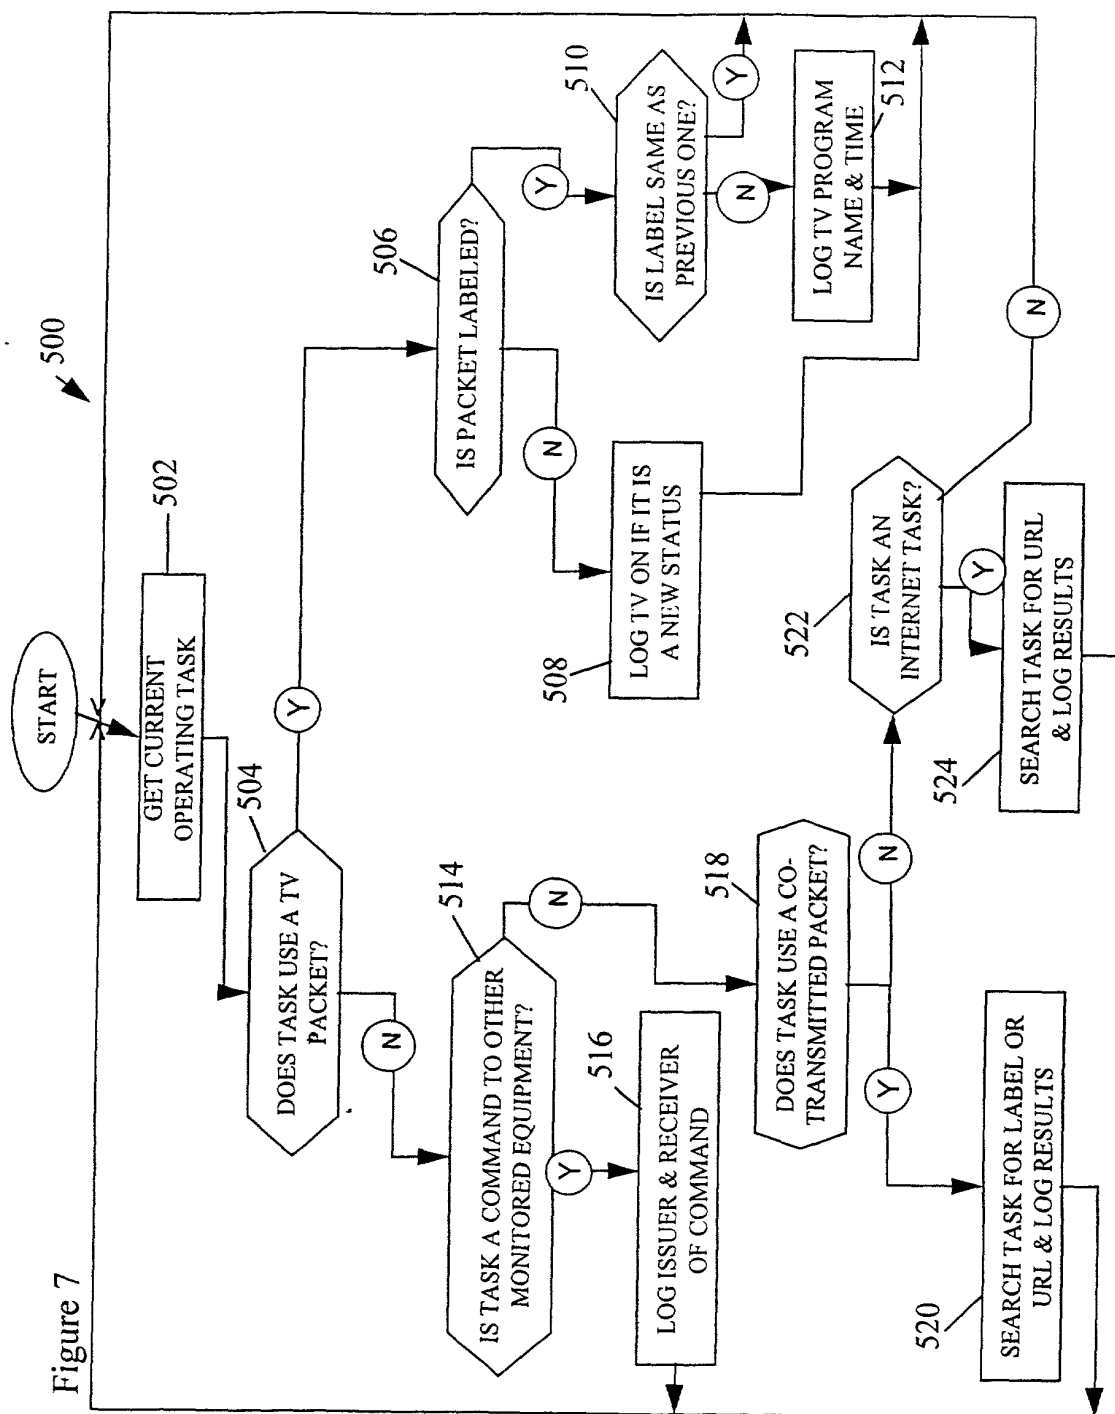 Figure 7
500
START
GET CURRENT
OPERATING TASK
502
DOES TASK USE A TV
PACKET?
504
Y
N
IS PACKET LABELED?
506
Y
N
LOG TV ON IF IT IS
A NEW STATUS
508
IS LABEL SAME AS
PREVIOUS ONE?
510
Y
N
LOG TV PROGRAM
NAME & TIME
512
IS TASK A COMMAND TO OTHER
MONITORED EQUIPMENT?
514
N
Y
LOG ISSUER & RECEIVER
OF COMMAND
516
DOES TASK USE A CO-
TRANSMITTED PACKET?
518
Y
N
SEARCH TASK FOR LABEL OR
URL & LOG RESULTS
520
IS TASK AN
INTERNET TASK?
522
N
Y
SEARCH TASK FOR URL
& LOG RESULTS
524